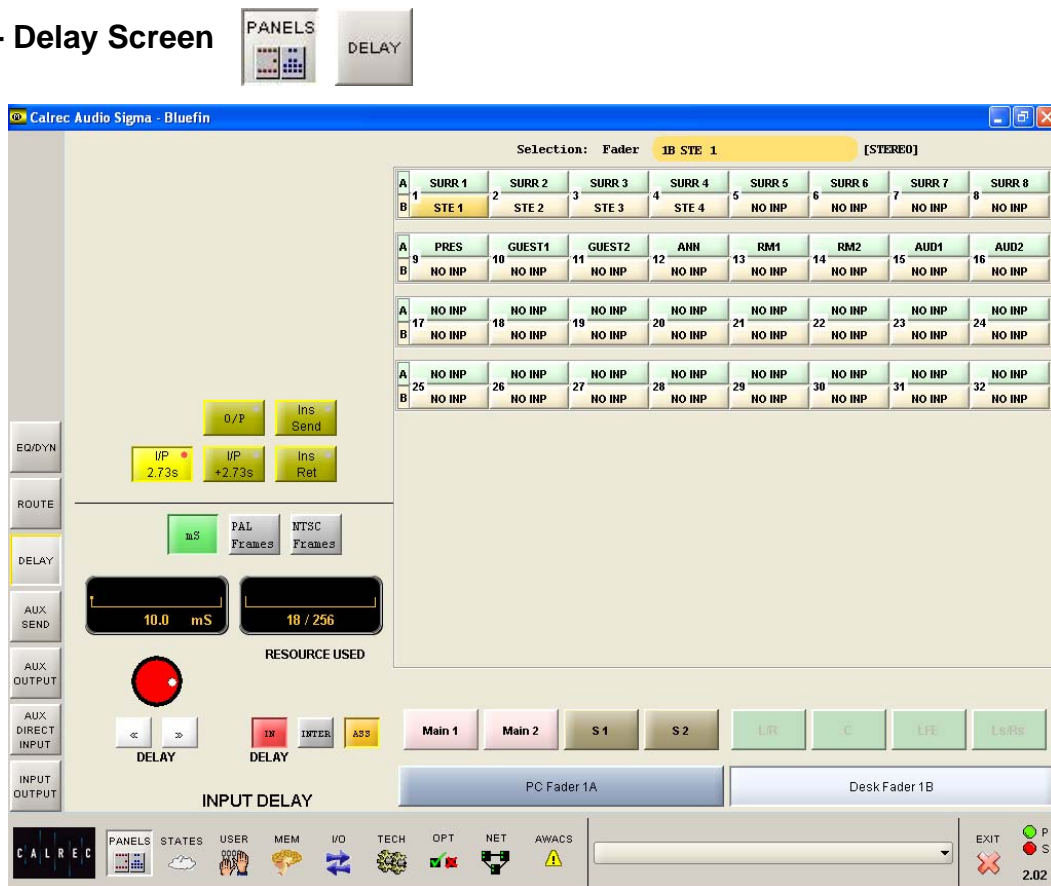 - Delay Screen
PANELS
DELAY
Calrec Audio Sigma - Bluefin
Selection: Fader 1B STE 1 [STEREO]
A SURR 1 SURR 2 SURR 3 SURR 4 SURR 5 SURR 6 SURR 7 SURR 8
1 2 3 4 5 6 7 8
B STE 1 STE 2 STE 3 STE 4 NO INP NO INP NO INP NO INP
A PRES GUEST1 GUEST2 ANN RM1 RM2 AUD1 AUD2
9 10 11 12 13 14 15 16
B NO INP NO INP NO INP NO INP NO INP NO INP NO INP NO INP
A NO INP NO INP NO INP NO INP NO INP NO INP NO INP NO INP
17 18 19 20 21 22 23 24
B NO INP NO INP NO INP NO INP NO INP NO INP NO INP NO INP
A NO INP NO INP NO INP NO INP NO INP NO INP NO INP NO INP
25 26 27 28 29 30 31 32
B NO INP NO INP NO INP NO INP NO INP NO INP NO INP NO INP
O/P
Ins
Send
I/P
2.73s
I/P
+2.73s
Ins
Ret
EQ/DYN
ROUTE
DELAY
AUX
SEND
AUX
OUTPUT
AUX
DIRECT
INPUT
INPUT
OUTPUT
mS
PAL
Frames
NTSC
Frames
10.0 mS
18 / 256
RESOURCE USED
« »
DELAY
IN INTER ASS
DELAY
INPUT DELAY
Main 1 Main 2 S 1 S 2 L/R C LFE Ls/Rs
PC Fader 1A Desk Fader 1B
CALREC
PANELS STATES USER MEM I/O TECH OPT NET AWACS
EXIT
P
S
2.02